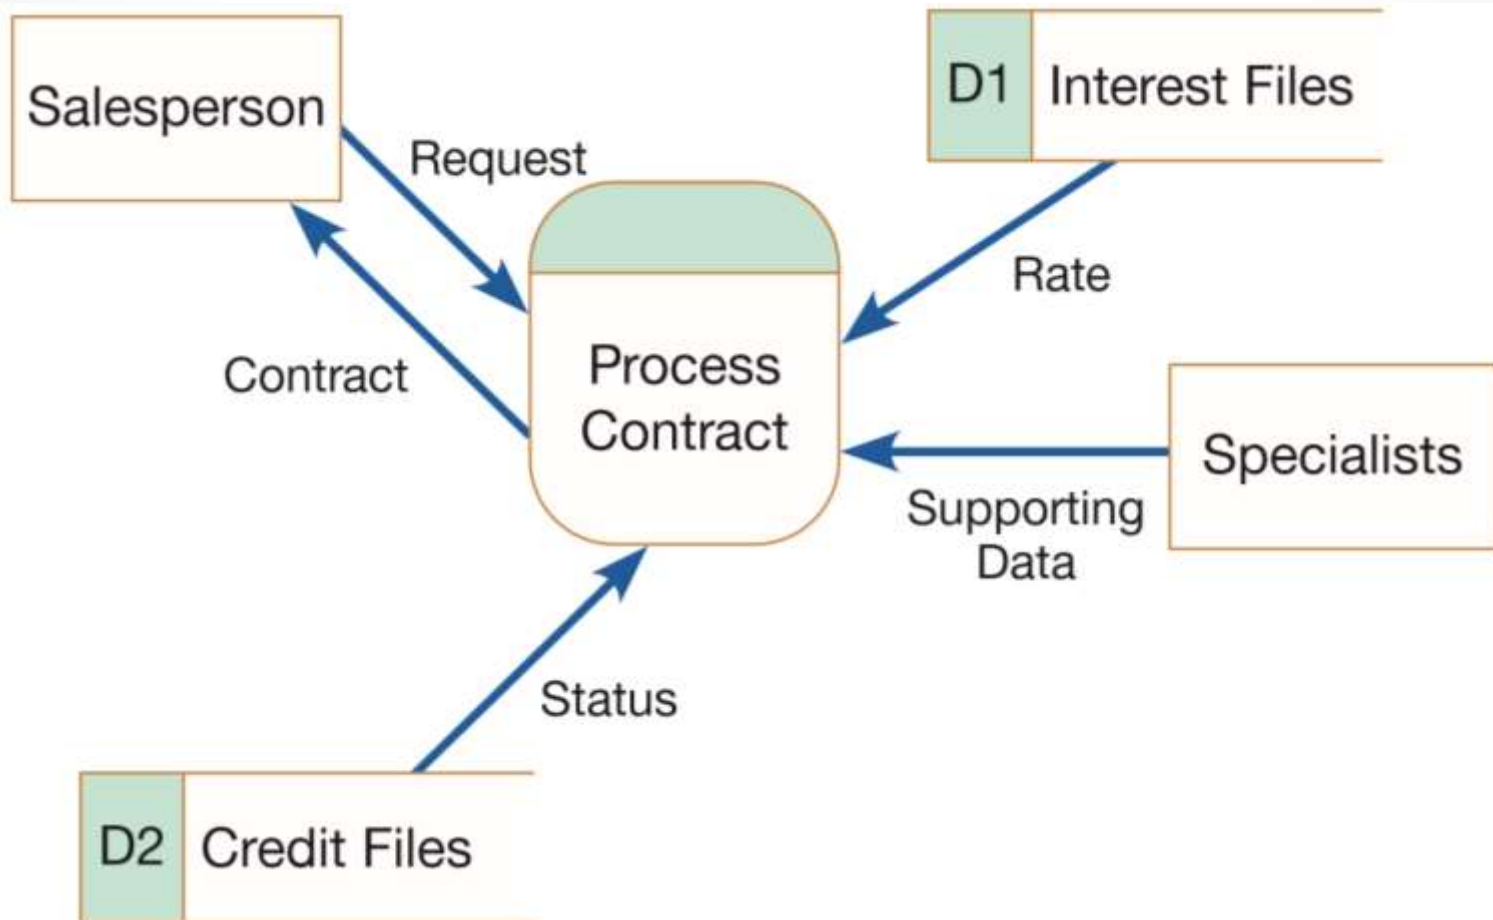 Salesperson
D1 Interest Files
Request
Rate
Contract
Process
Contract
Specialists
Supporting
Data
Status
D2 Credit Files